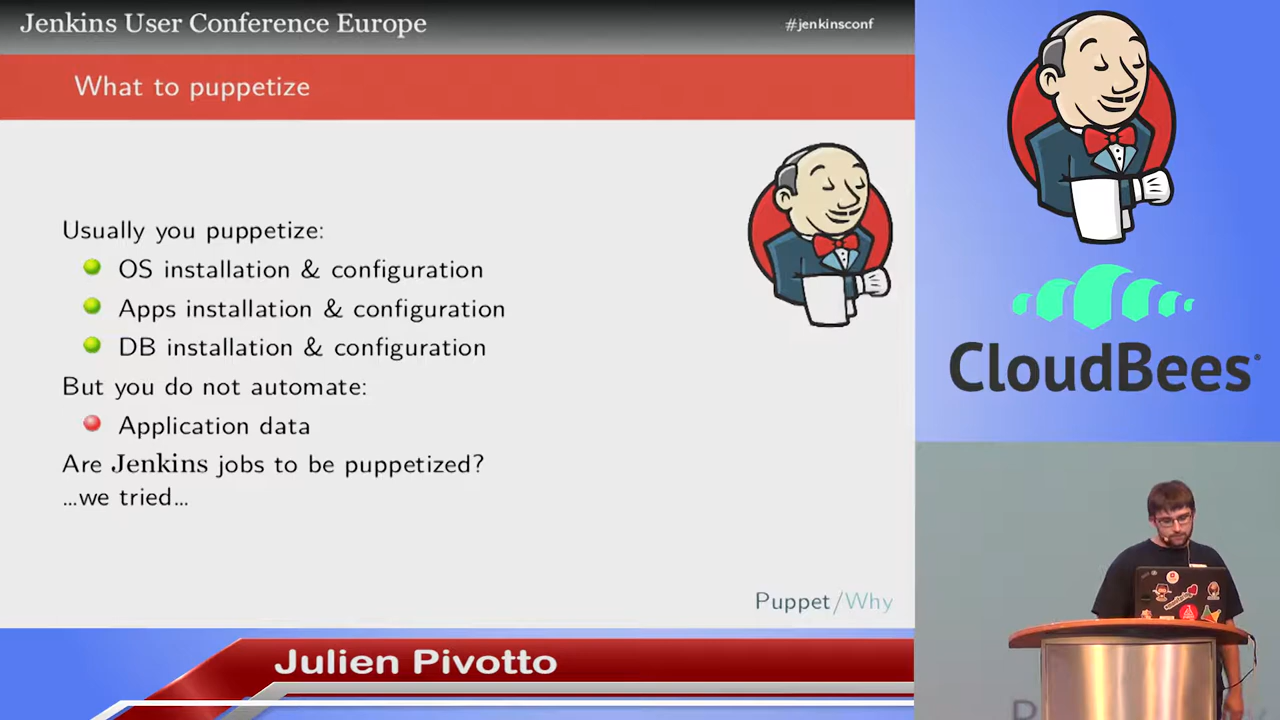 Jenkins User Conference Europe
#jenkinsconf
What to puppetize
Usually you puppetize:
OS installation & configuration
Apps installation & configuration
DB installation & configuration
But you do not automate:
Application data
Are Jenkins jobs to be puppetized?
...we tried...
Puppet/Why
Julien Pivotto
CloudBees